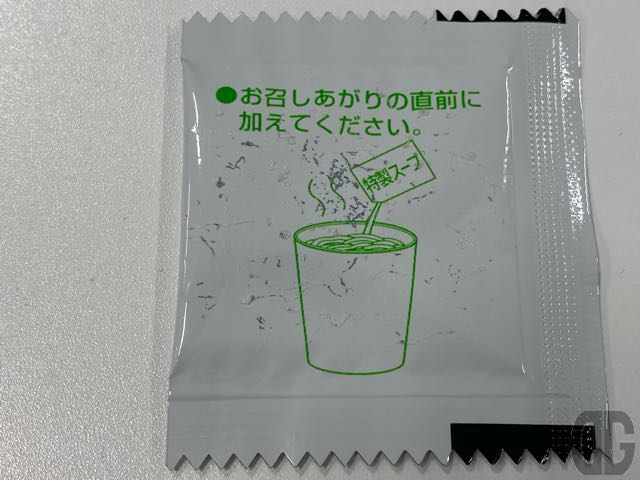 ●お召しあがりの直前に
加えてください。
特製スープ
DG